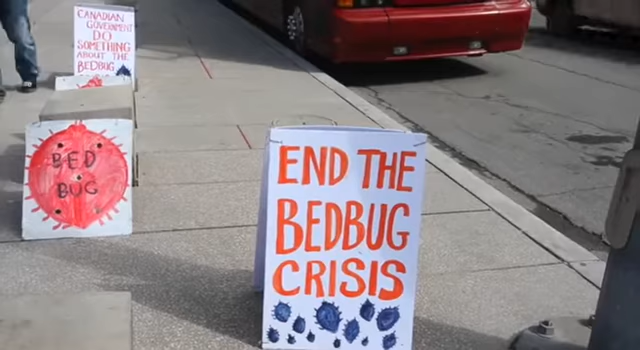 CANADIAN
GOVERNMENT
DO
SOMETHING
ABOUT THE
BEDBUG
BED
BUG
END THE
BEDBUG
CRISIS